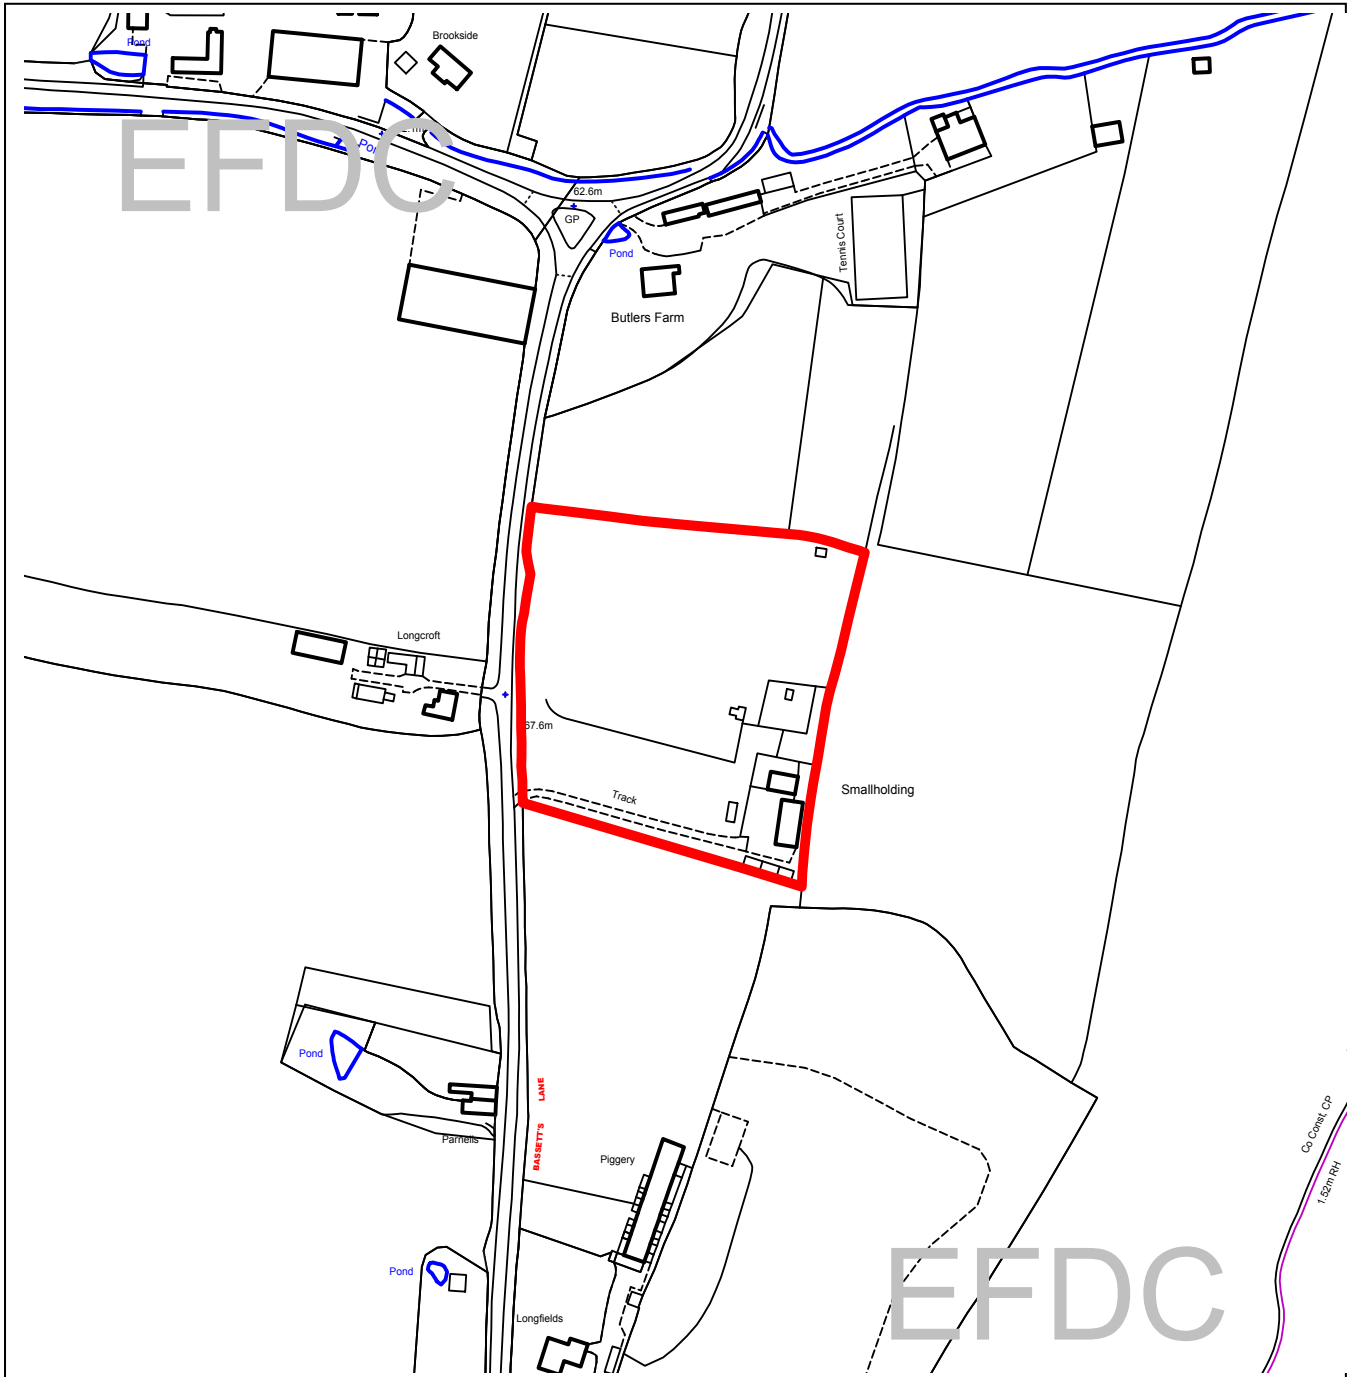 Brookside
Pond
EFDC
Pon
62.6m
GP
Pond
Tennis Court
Butlers Farm
Longcroft
67.6m
Smallholding
Track
Pond
BASSETT'S LANE
Parnells
Piggery
Co Const, CP
1.52m RH
Pond
EFDC
Longfields